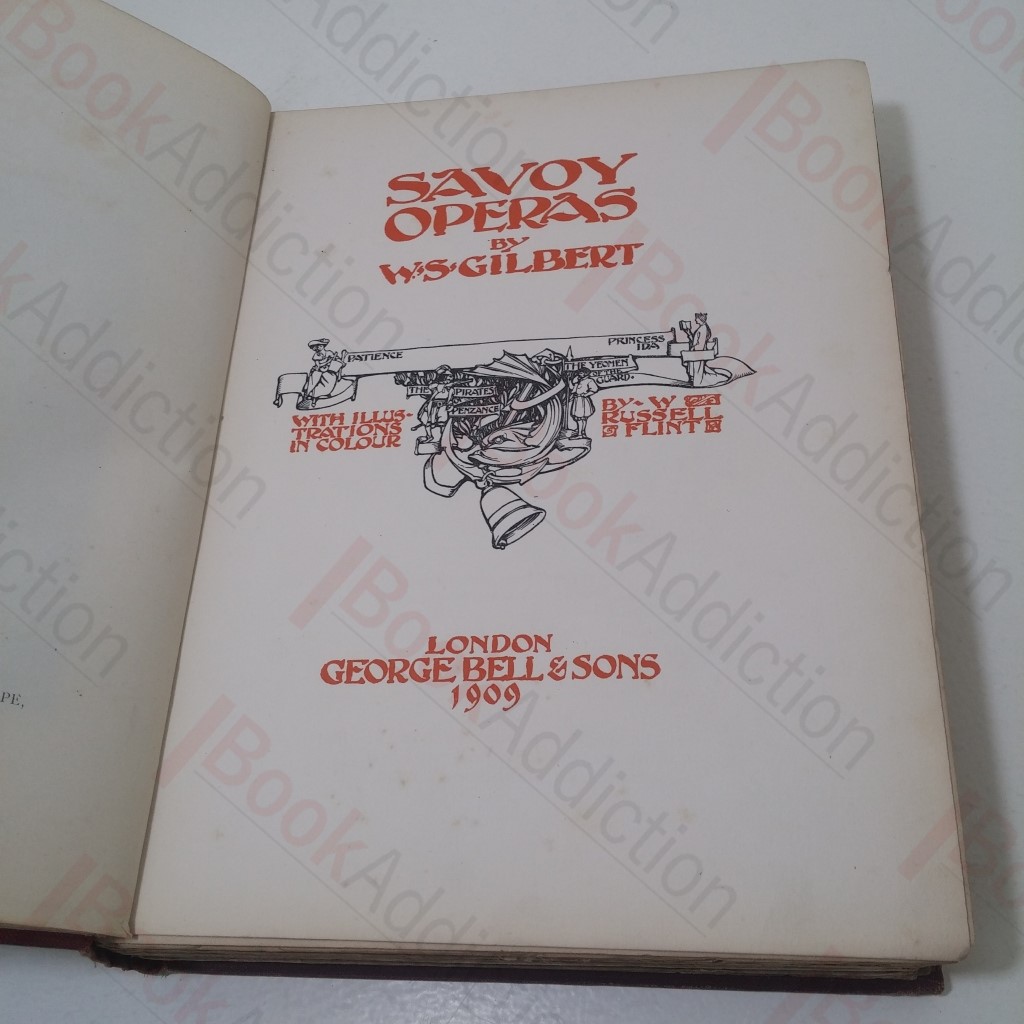 PE,
SAVOY
OPERAS
BY
W·S·GILBERT
PATIENCE
PRINCESS
IDA
THE PIRATES
PENZANCE
THE YEOMEN
OF THE
GUARD·
WITH ILLUS-
TRATIONS
IN COLOUR
BY·W
RUSSELL
FLINT
LONDON
GEORGE BELL & SONS
1909
BookAddiction